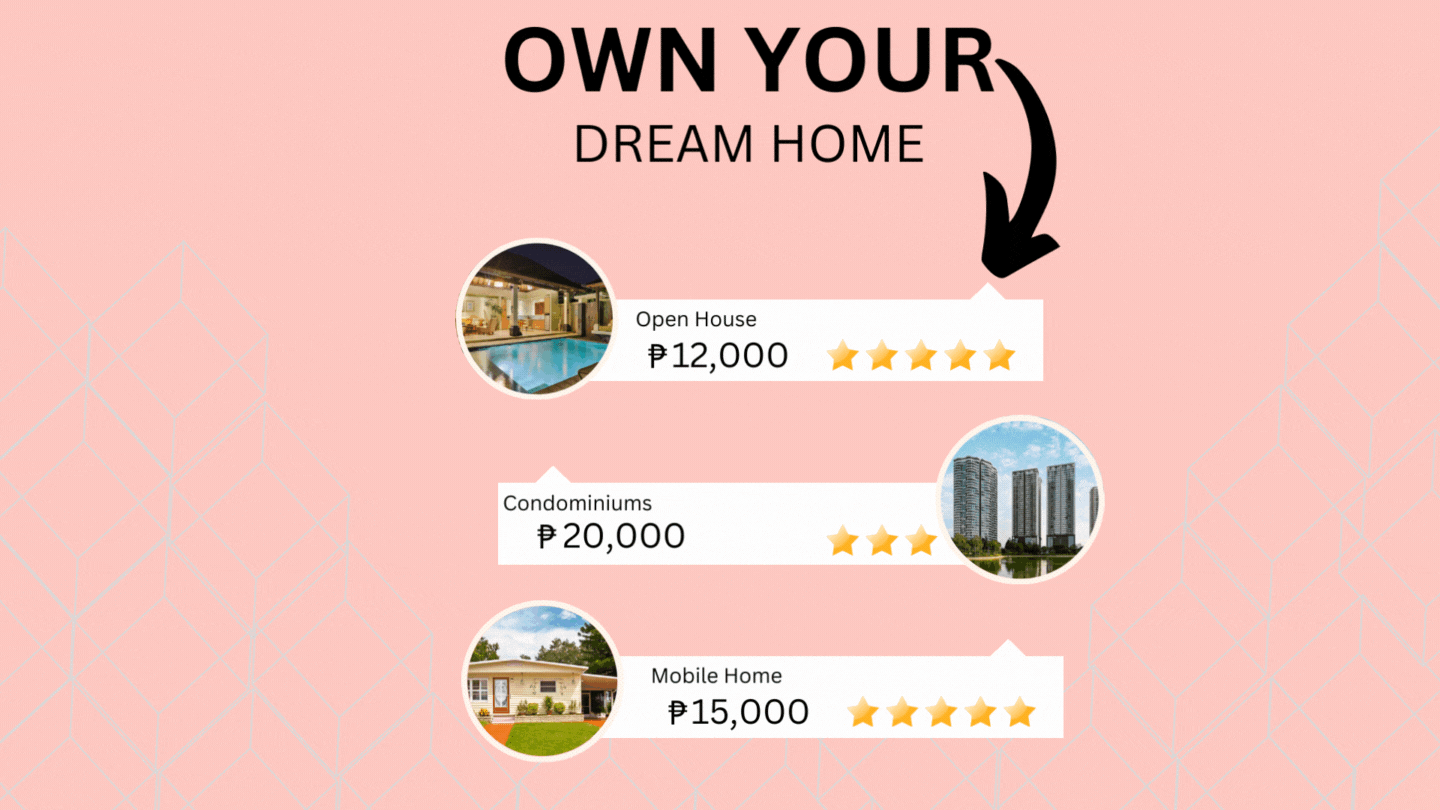 OWN YOUR
DREAM HOME
Open House
₱12,000
Condominiums
₱20,000
Mobile Home
₱15,000